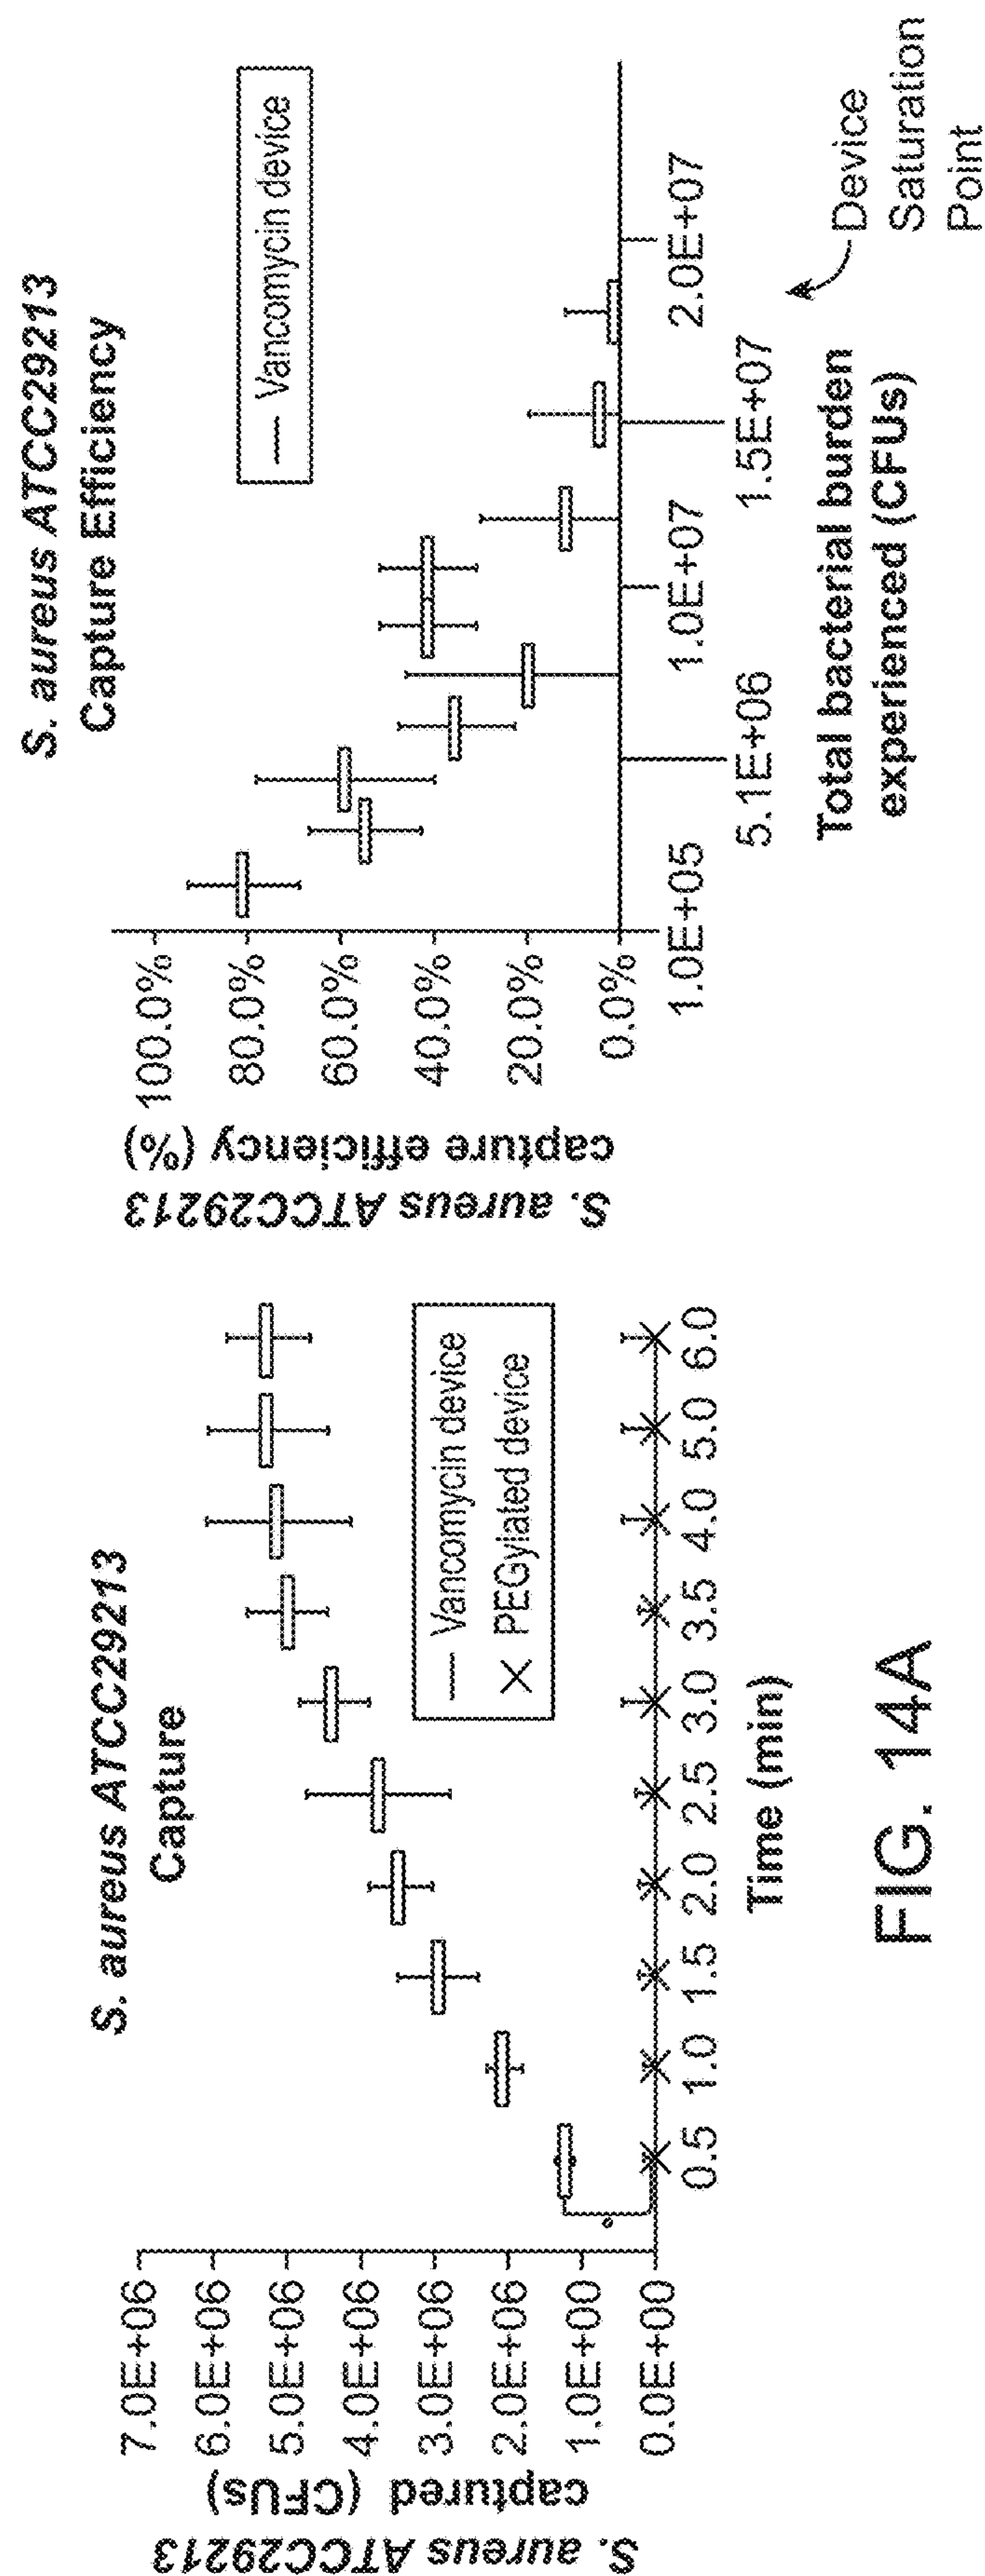 S. aureus ATCC29213
Capture
S. aureus ATCC29213
captured (CFUs)
7.0E+06
6.0E+06
5.0E+06
4.0E+06
3.0E+06
2.0E+06
1.0E+00
0.0E+00
Vancomycin device
PEGylated device
0.5 1.0 1.5 2.0 2.5 3.0 3.5 4.0 5.0 6.0
Time (min)
S. aureus ATCC29213
Capture Efficiency
S. aureus ATCC29213
capture efficiency (%)
100.0%
80.0%
60.0%
40.0%
20.0%
0.0%
Vancomycin device
1.0E+05 5.1E+06 1.0E+07 1.5E+07 2.0E+07
Total bacterial burden
experienced (CFUs)
Device
Saturation
Point
FIG. 14A